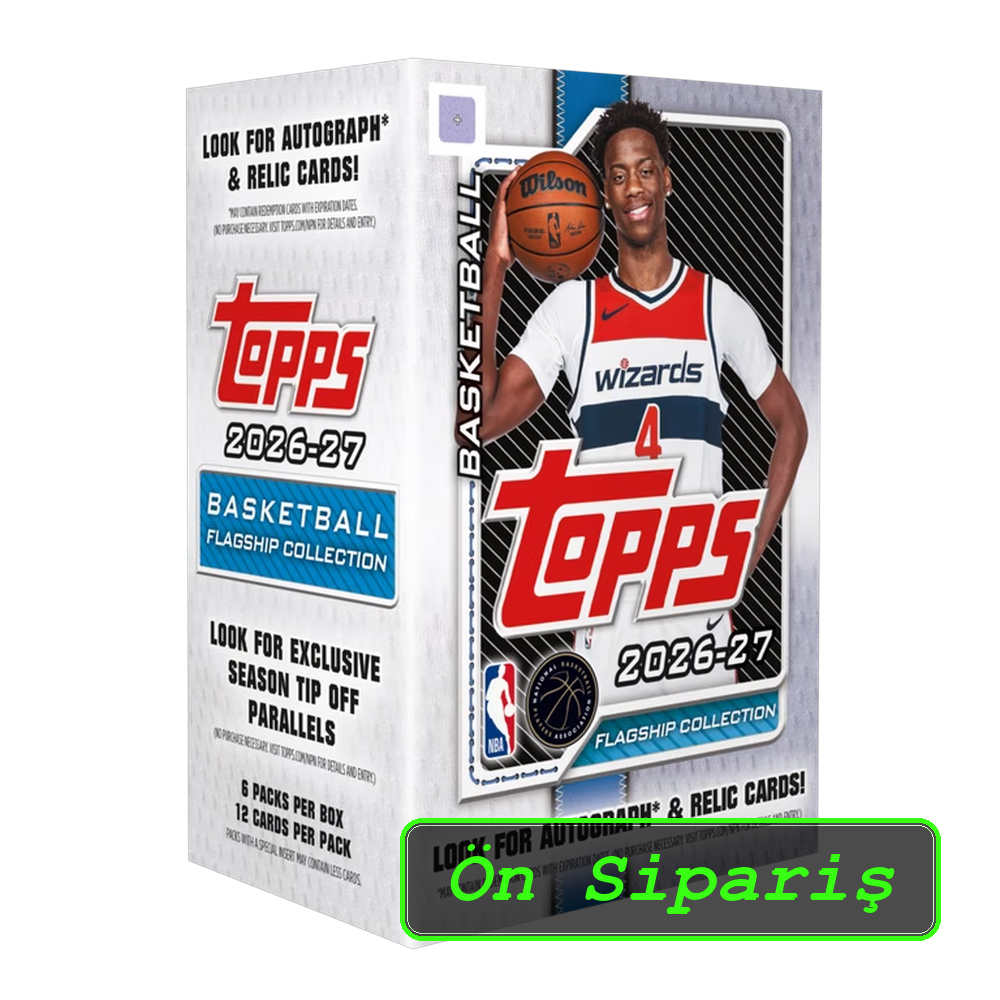 LOOK FOR AUTOGRAPH*
& RELIC CARDS!
*MAY CONTAIN REDEMPTION CARDS WITH EXPIRATION DATES.
(NO PURCHASE NECESSARY. VISIT TOPPS.COM/NPN FOR DETAILS AND ENTRY.)
TOPPS
2026-27
BASKETBALL
FLAGSHIP COLLECTION
LOOK FOR EXCLUSIVE
SEASON TIP OFF
PARALLELS
(NO PURCHASE NECESSARY. VISIT TOPPS.COM/NPN FOR DETAILS AND ENTRY.)
6 PACKS PER BOX
12 CARDS PER PACK
PACKS WITH A SPECIAL INSERT MAY CONTAIN LESS CARDS.
BASKETBALL
Wilson
wizards
4
TOPPS
2026-27
NBA
NATIONAL BASKETBALL
PLAYERS ASSOCIATION
FLAGSHIP COLLECTION
LOOK FOR AUTOGRAPH* & RELIC CARDS!
Ön Sipariş